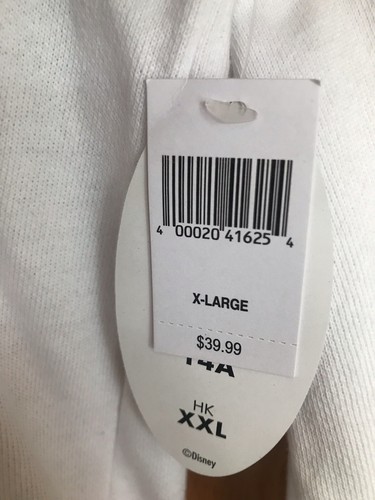 4 00020 41625 4
X-LARGE
$39.99
14A
HK
XXL
©Disney